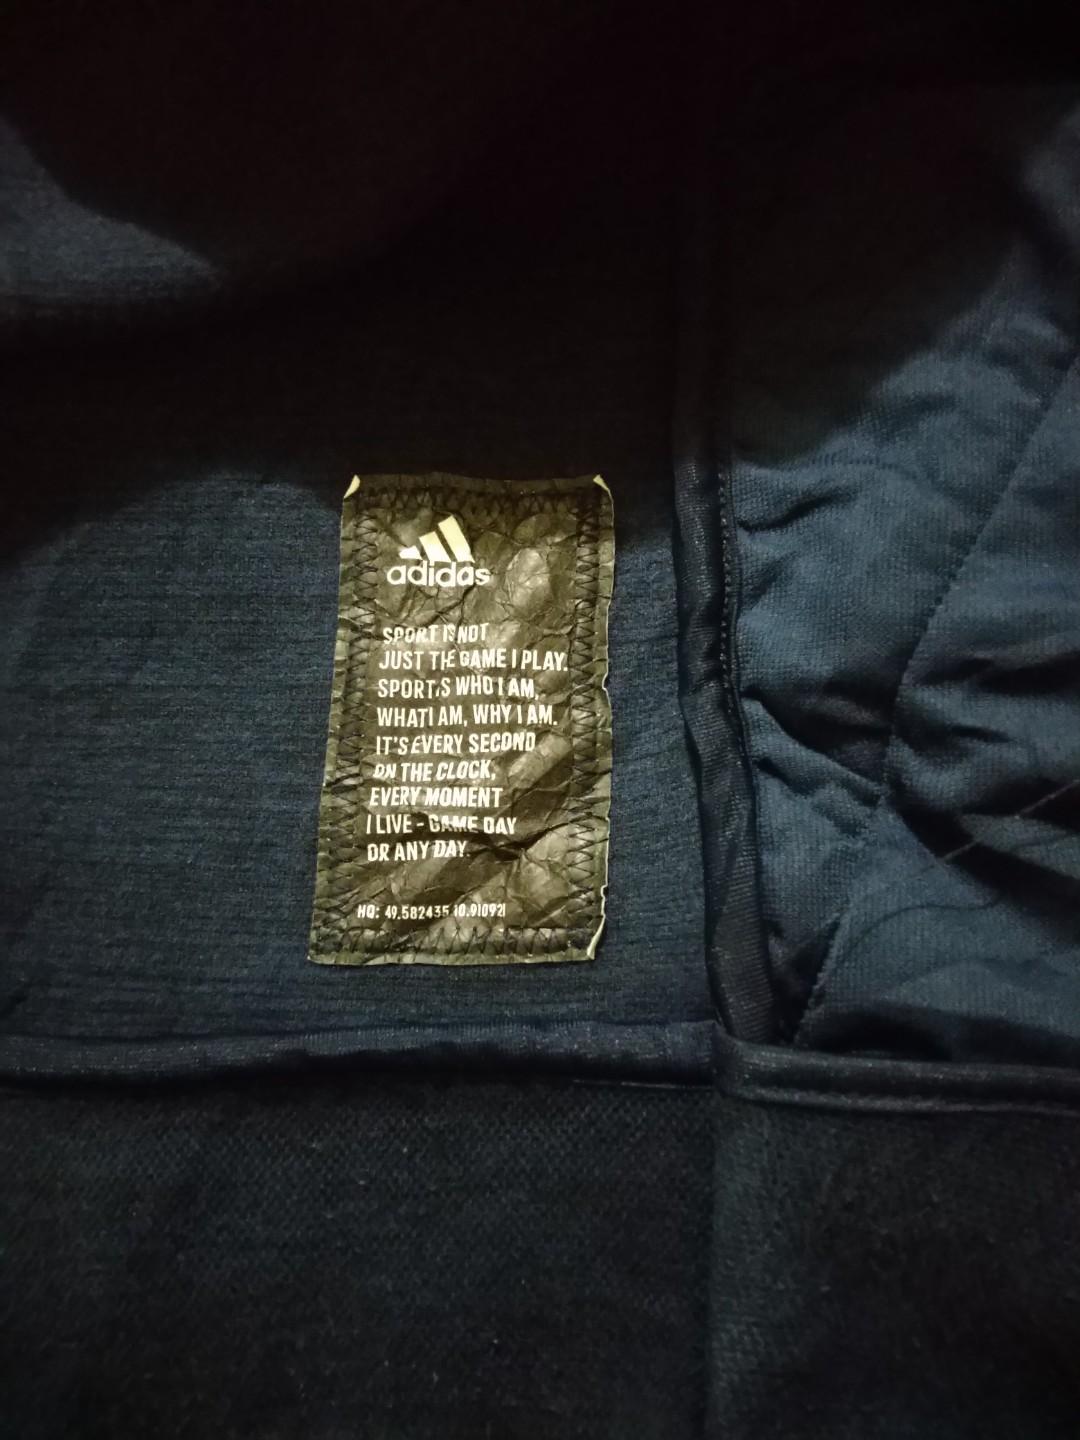 adidas
SPORT IS NOT
JUST THE GAME I PLAY.
SPORT IS WHO I AM,
WHAT I AM, WHY I AM.
IT'S EVERY SECOND
ON THE CLOCK,
EVERY MOMENT
I LIVE - GAME DAY
OR ANY DAY.
HQ: 49.582435 10.910921